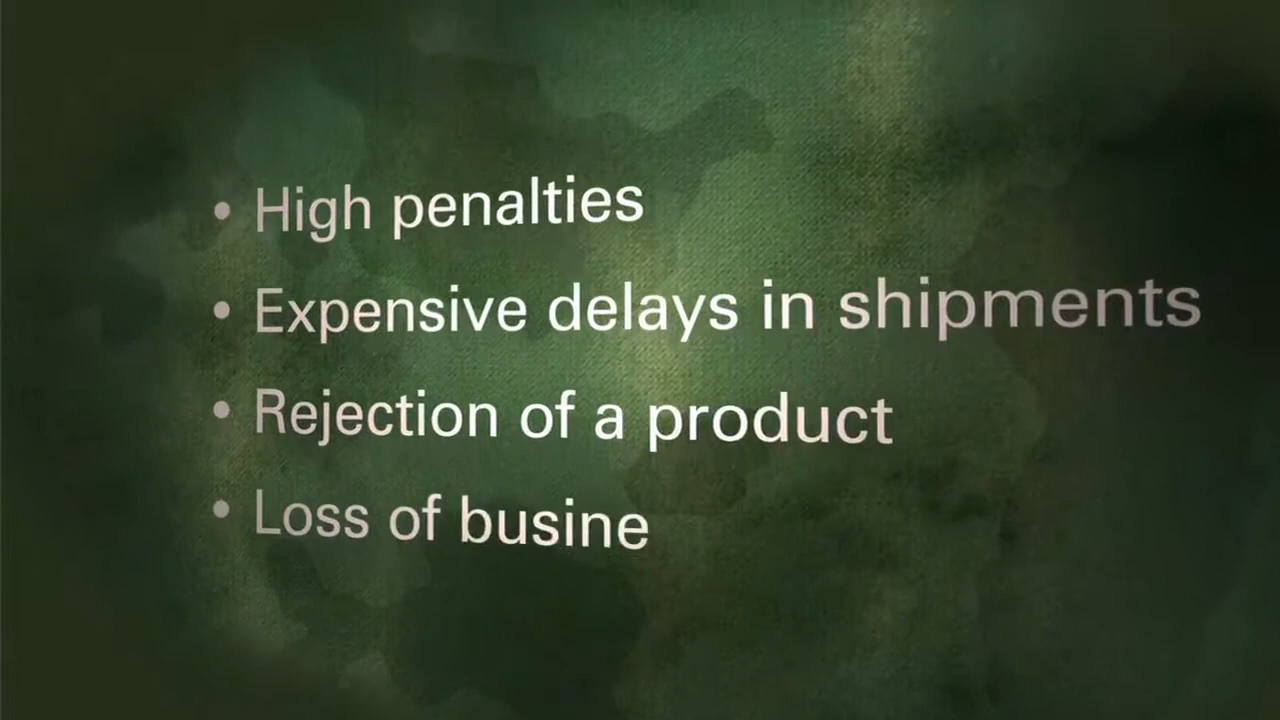 • High penalties
• Expensive delays in shipments
• Rejection of a product
• Loss of busine